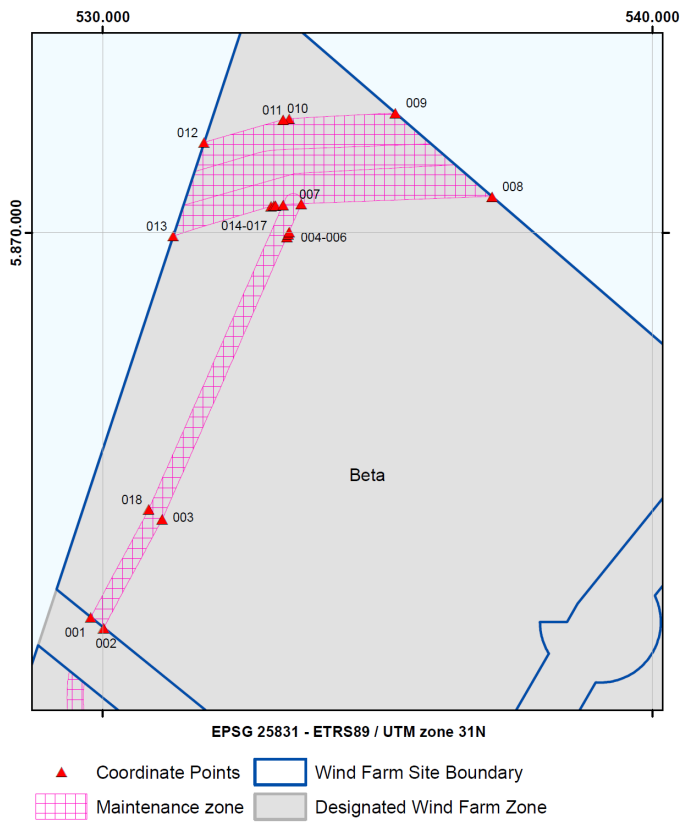 530.000 540.000
011 010 009
012
008
007
5.870.000
014-017
013 004-006
Beta
018
003
001
002
EPSG 25831 - ETRS89 / UTM zone 31N
Coordinate Points Wind Farm Site Boundary
Maintenance zone Designated Wind Farm Zone